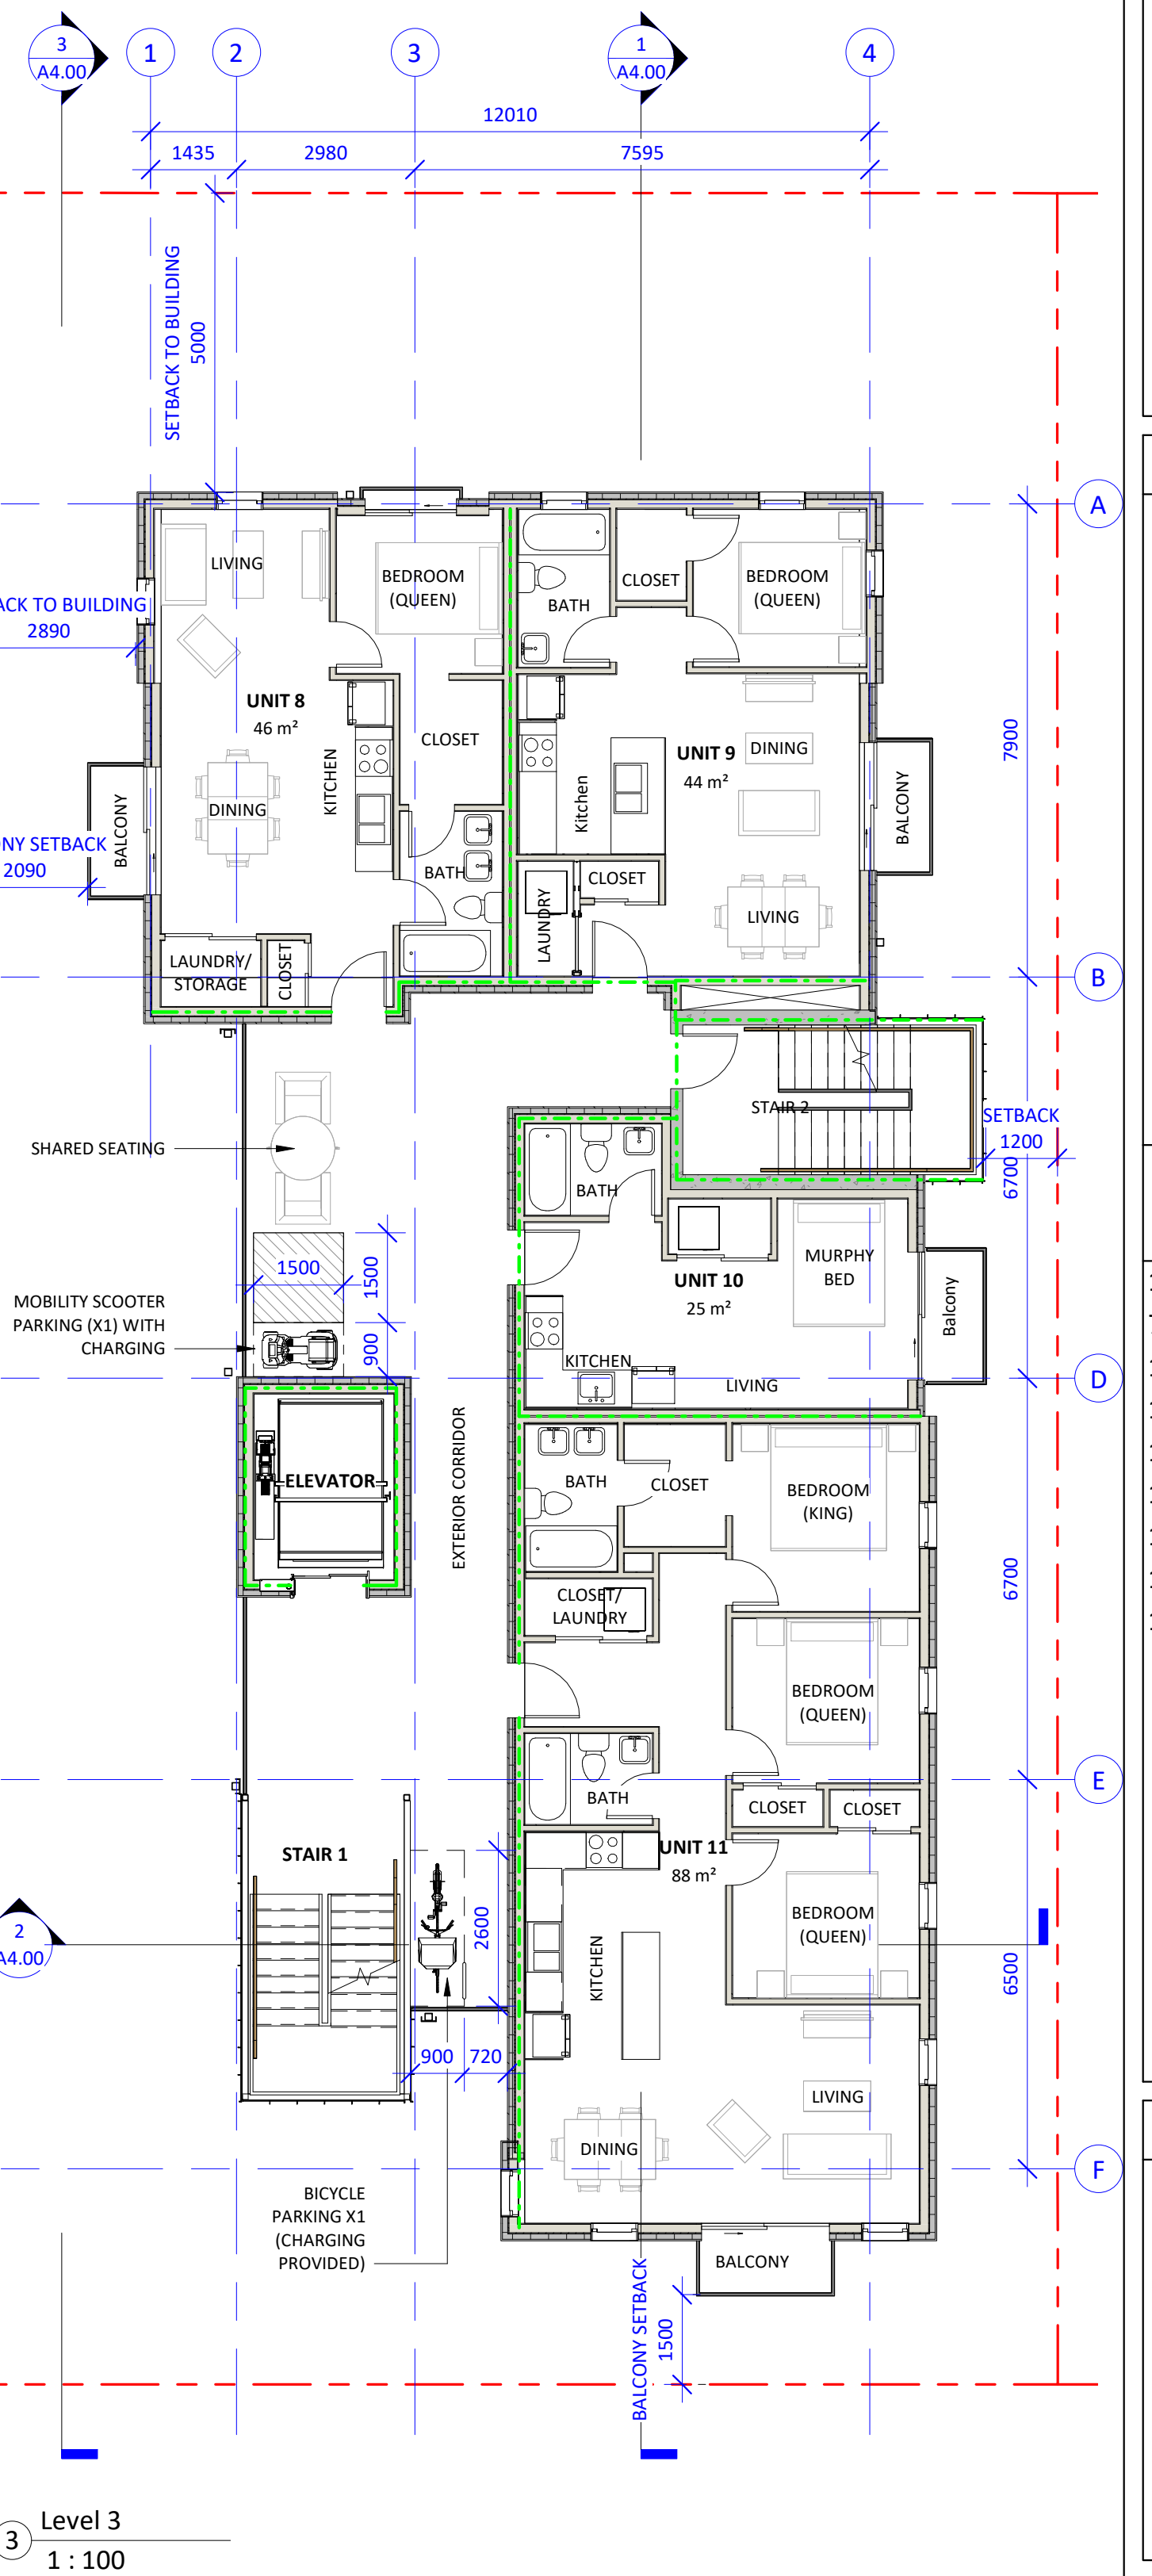 3
A4.00
1
2
3
1
A4.00
4
12010
1435
2980
7595
SETBACK TO BUILDING
5000
A
LIVING
BEDROOM
(QUEEN)
BATH
CLOSET
BEDROOM
(QUEEN)
ACK TO BUILDING
2890
UNIT 8
46 m²
KITCHEN
CLOSET
DINING
BATH
BALCONY
NY SETBACK
2090
LAUNDRY/
STORAGE
CLOSET
UNIT 9
44 m²
DINING
Kitchen
BALCONY
CLOSET
LAUNDRY
LIVING
7900
B
STAIR 2
SETBACK
1200
6700
SHARED SEATING
BATH
1500
1500
900
MOBILITY SCOOTER
PARKING (X1) WITH
CHARGING
MURPHY
BED
UNIT 10
25 m²
Balcony
KITCHEN
LIVING
D
EXTERIOR CORRIDOR
ELEVATOR
BATH
CLOSET
BEDROOM
(KING)
6700
CLOSET/
LAUNDRY
BEDROOM
(QUEEN)
E
BATH
CLOSET
CLOSET
STAIR 1
UNIT 11
88 m²
BEDROOM
(QUEEN)
2
A4.00
2600
KITCHEN
6500
900
720
LIVING
DINING
F
BICYCLE
PARKING X1
(CHARGING
PROVIDED)
BALCONY
BALCONY SETBACK
1500
3
Level 3
1 : 100